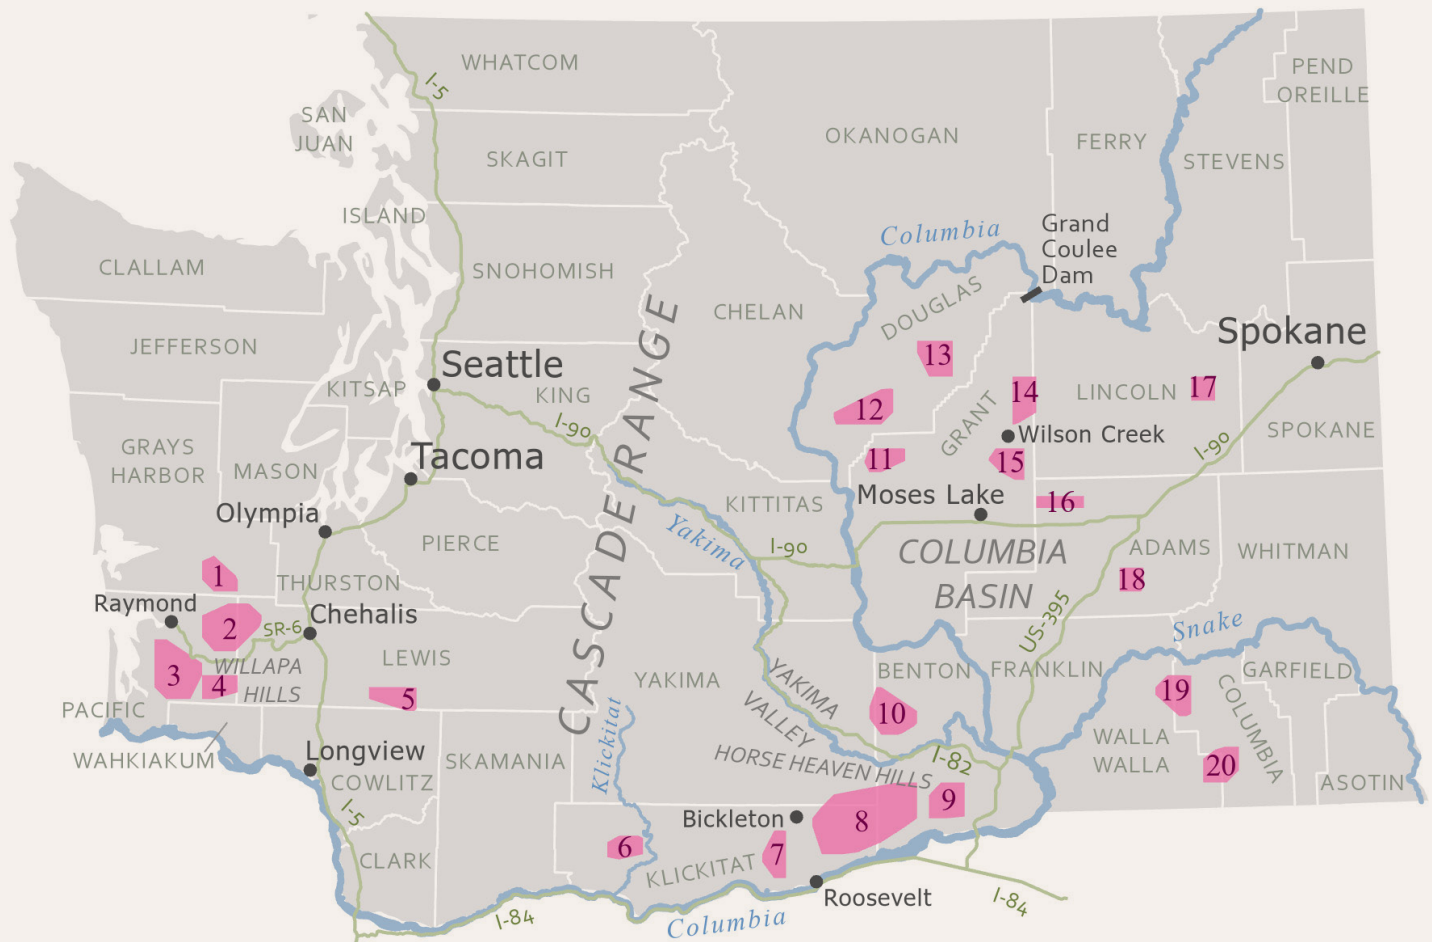 WHATCOM
I-5
PEND
OREILLE
SAN
JUAN
SKAGIT
OKANOGAN
FERRY
STEVENS
ISLAND
Columbia
Grand
Coulee
Dam
CLALLAM
SNOHOMISH
CHELAN
DOUGLAS
JEFFERSON
Seattle
CASCADE RANGE
13
Spokane
KITSAP
KING
I-90
12
GRANT
14
LINCOLN
17
Wilson Creek
SPOKANE
GRAYS
HARBOR
MASON
Tacoma
11
15
I-90
KITTITAS
Moses Lake
16
Olympia
PIERCE
Yakima
I-90
COLUMBIA
BASIN
ADAMS
WHITMAN
1
THURSTON
18
Raymond
Chehalis
2
SR-6
US-395
Snake
3
WILLAPA
HILLS
4
LEWIS
5
YAKIMA
YAKIMA
VALLEY
BENTON
FRANKLIN
GARFIELD
10
19
COLUMBIA
PACIFIC
WAHKIAKUM
Longview
COWLITZ
SKAMANIA
Klickitat
HORSE HEAVEN HILLS
I-82
WALLA
WALLA
20
ASOTIN
I-5
Bickleton
8
9
CLARK
6
KLICKITAT
7
Roosevelt
I-84
Columbia
I-84